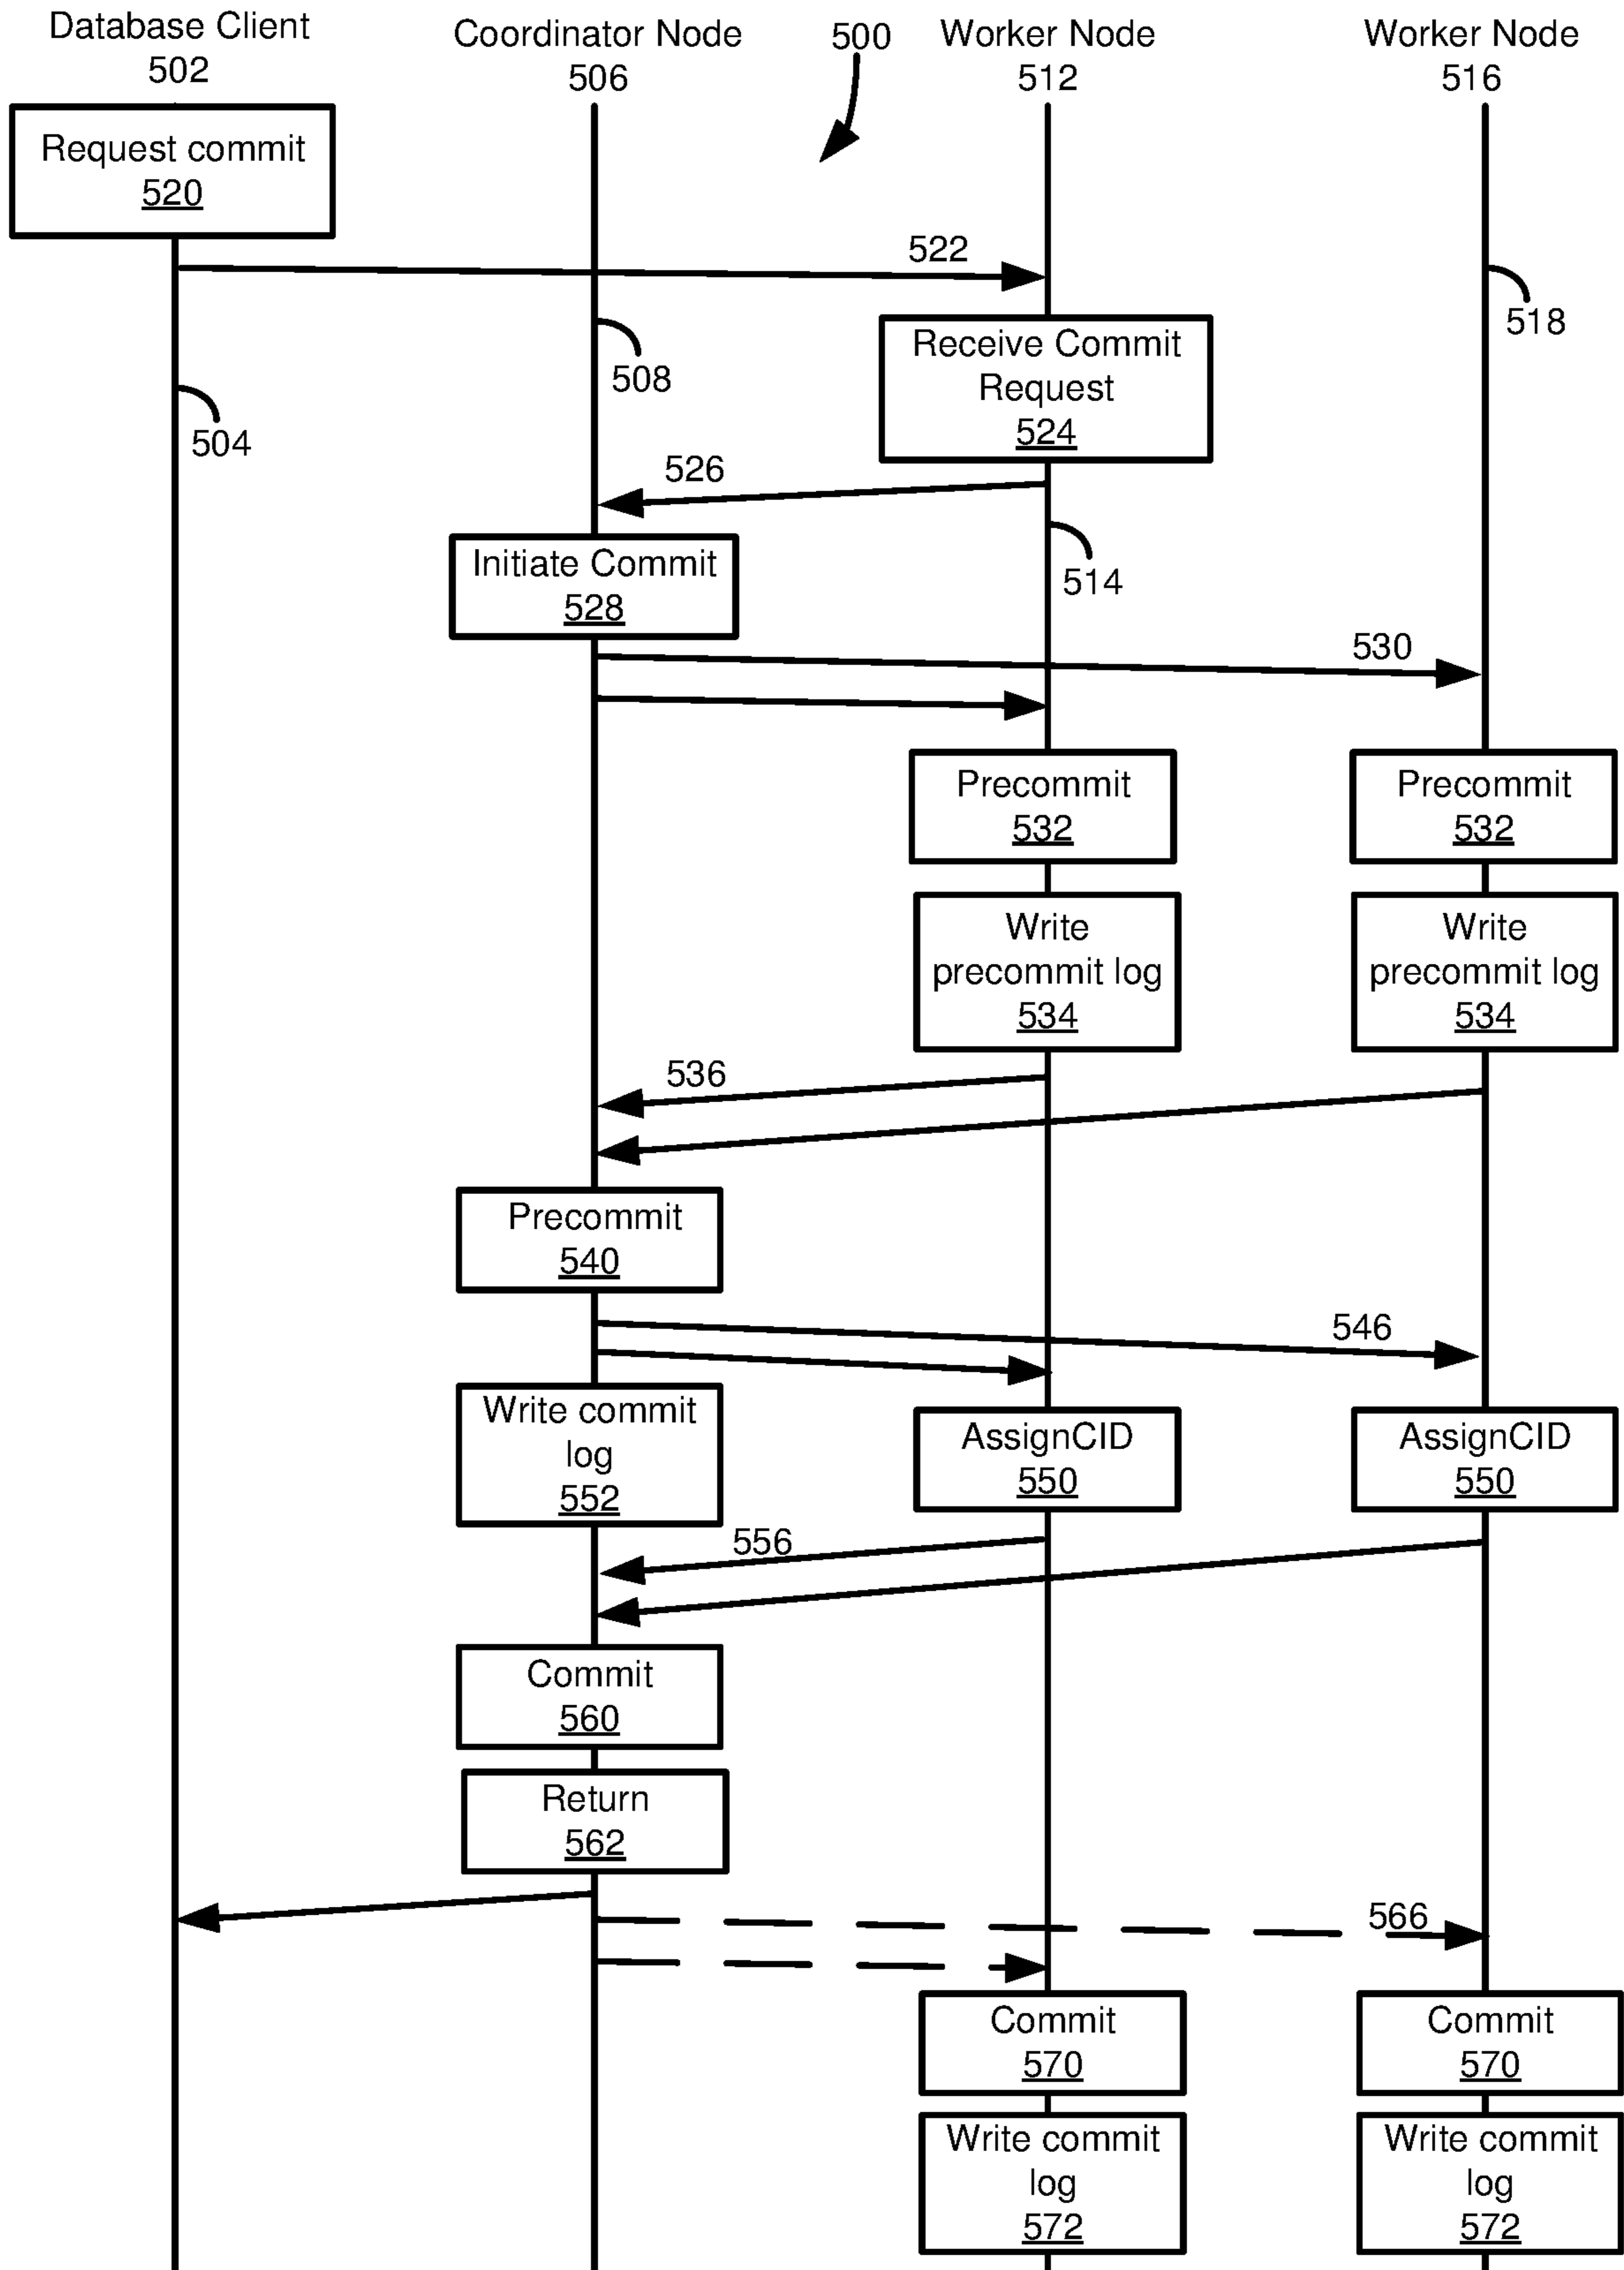 Database Client
502
Coordinator Node
506
500
Worker Node
512
Worker Node
516
Request commit
520
522
518
508
Receive Commit
Request
524
504
526
Initiate Commit
528
514
530
Precommit
532
Precommit
532
Write
precommit log
534
Write
precommit log
534
536
Precommit
540
546
Write commit
log
552
AssignCID
550
AssignCID
550
556
Commit
560
Return
562
566
Commit
570
Commit
570
Write commit
log
572
Write commit
log
572